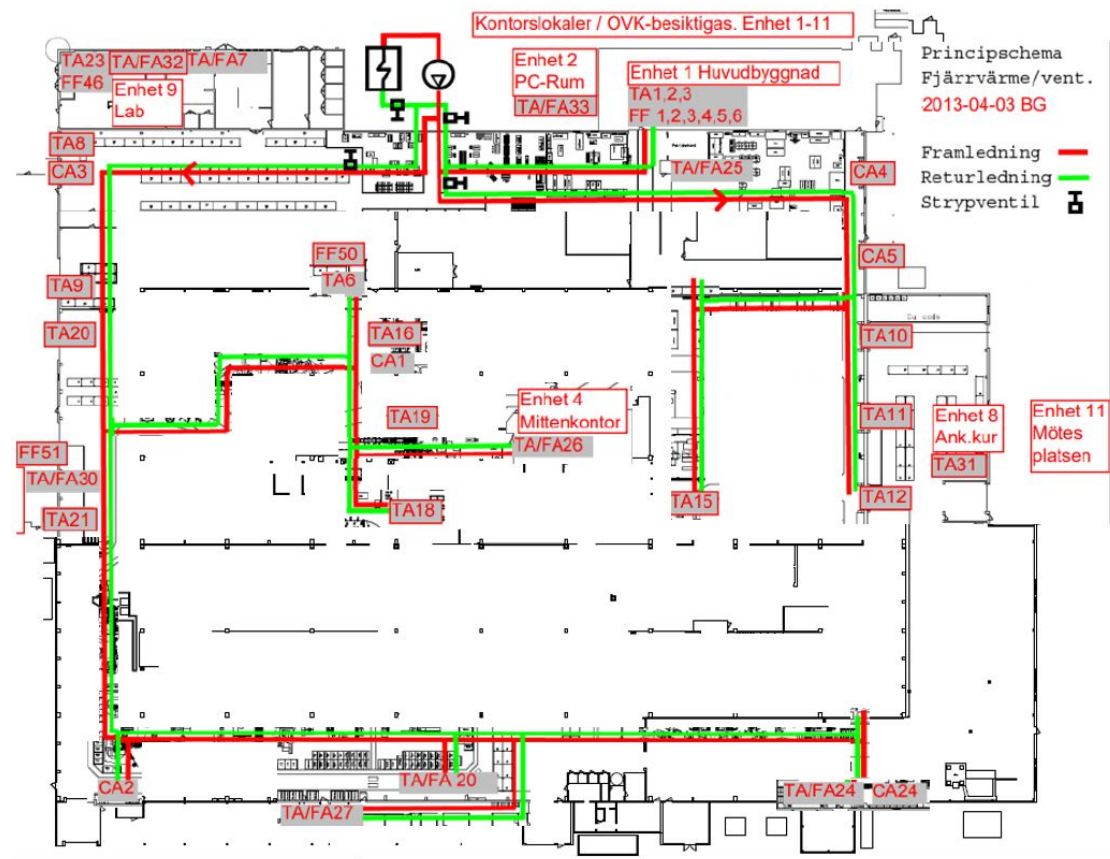 Kontorslokaler / OVK-besiktigas. Enhet 1-11
Principschema
Fjärrvärme/vent.
2013-04-03 BG
Framledning
Returledning
Strypventil
TA23 TA/FA32 TA/FA7
FF46
Enhet 9
Lab
Enhet 2
PC-Rum
TA/FA33
Enhet 1 Huvudbyggnad
TA1,2,3
FF 1,2,3,4,5,6
TA8
CA3
TA/FA25
CA4
FF50
TA6
CA5
TA9
TA20
TA16
CA1
TA10
TA19
Enhet 4
Mittenkontor
TA/FA26
TA11
Enhet 8
Ank.kur
TA31
Enhet 11
Mötes
platsen
FF51
TA/FA30
TA21
TA18
TA15
TA12
CA2
TA/FA 20
TA/FA27
TA/FA24
CA24